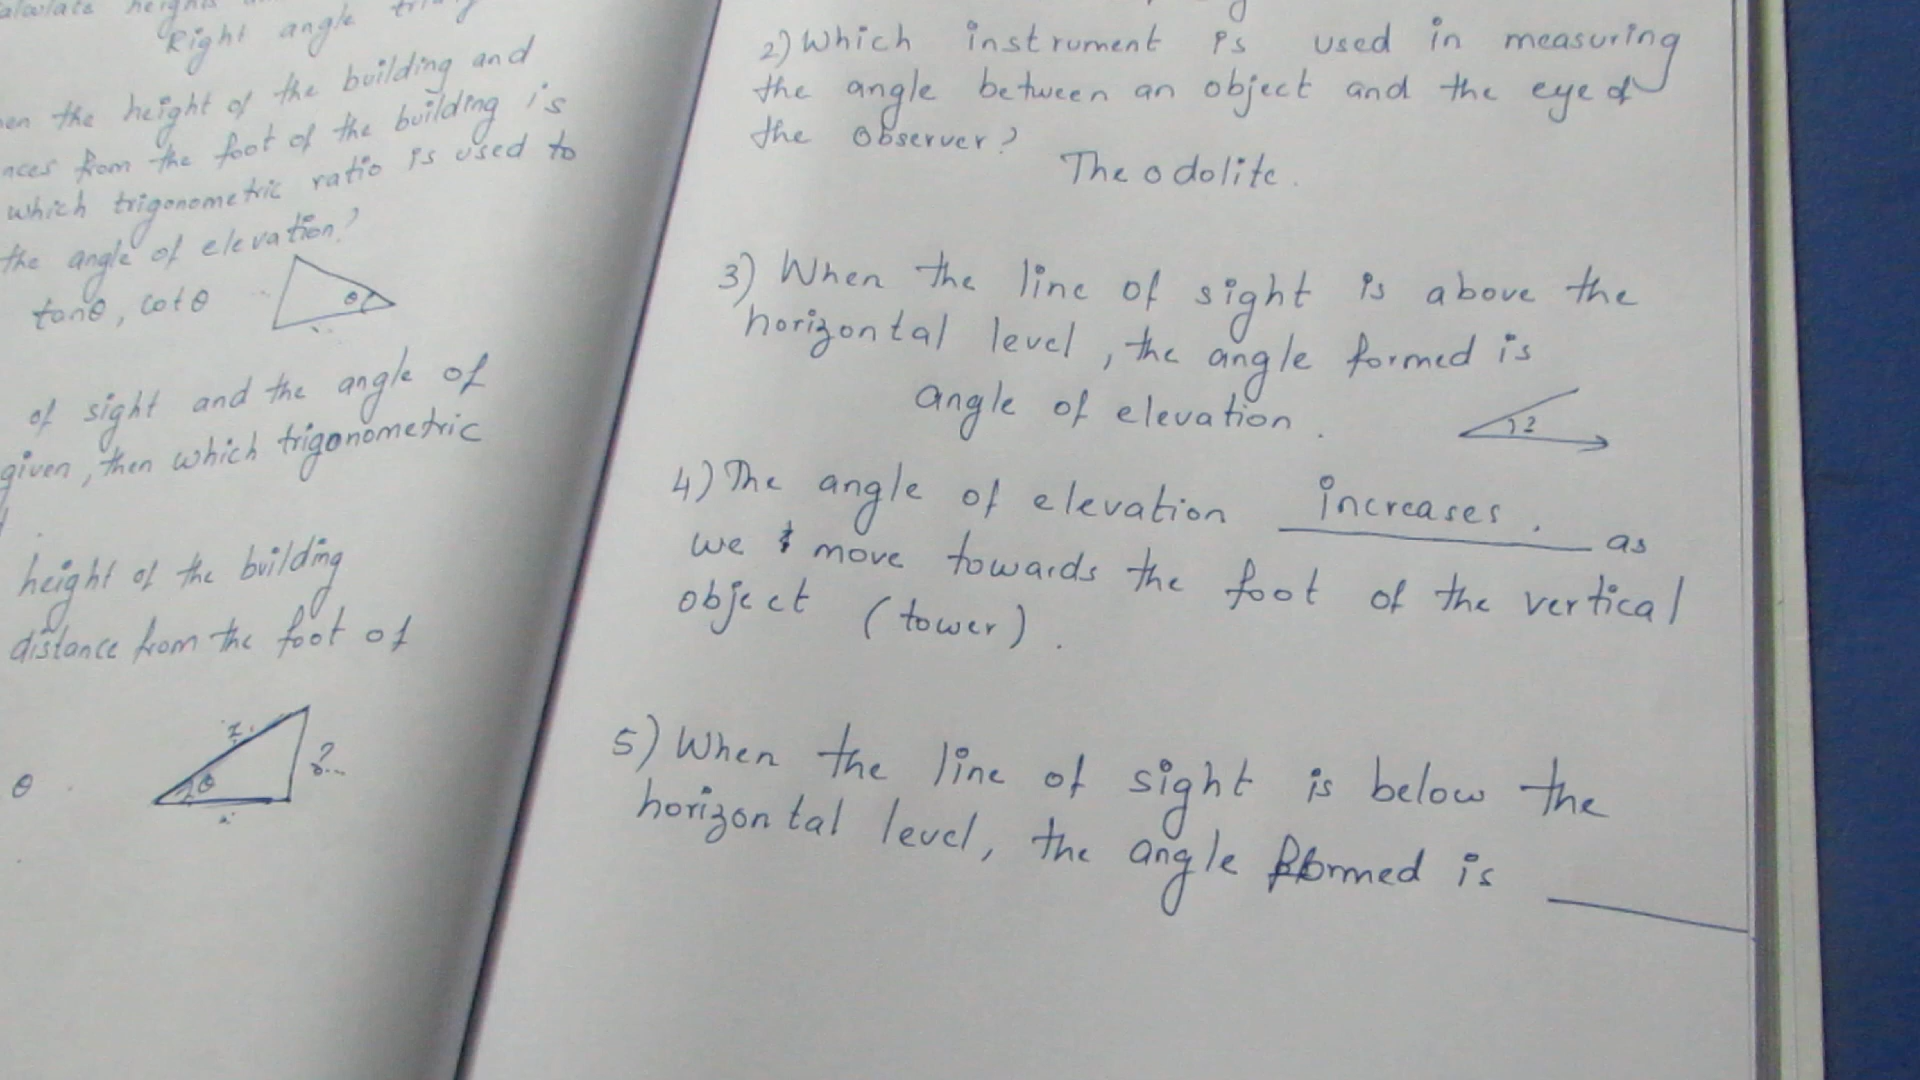 Right angle
the height of the building and
from the foot of the building is
which trigonometric ratio is used to
the angle of elevation?
tanθ, cotθ
θ
of sight and the angle of
given, then which trigonometric
height of the building
distance from the foot of
θ
θ
?
2) Which instrument is used in measuring
the angle between an object and the eye of
the observer?
Theodolite.
3) When the line of sight is above the
horizontal level, the angle formed is
angle of elevation.
?
4) The angle of elevation increases. as
we move towards the foot of the vertical
object (tower).
5) When the line of sight is below the
horizontal level, the angle formed is ____